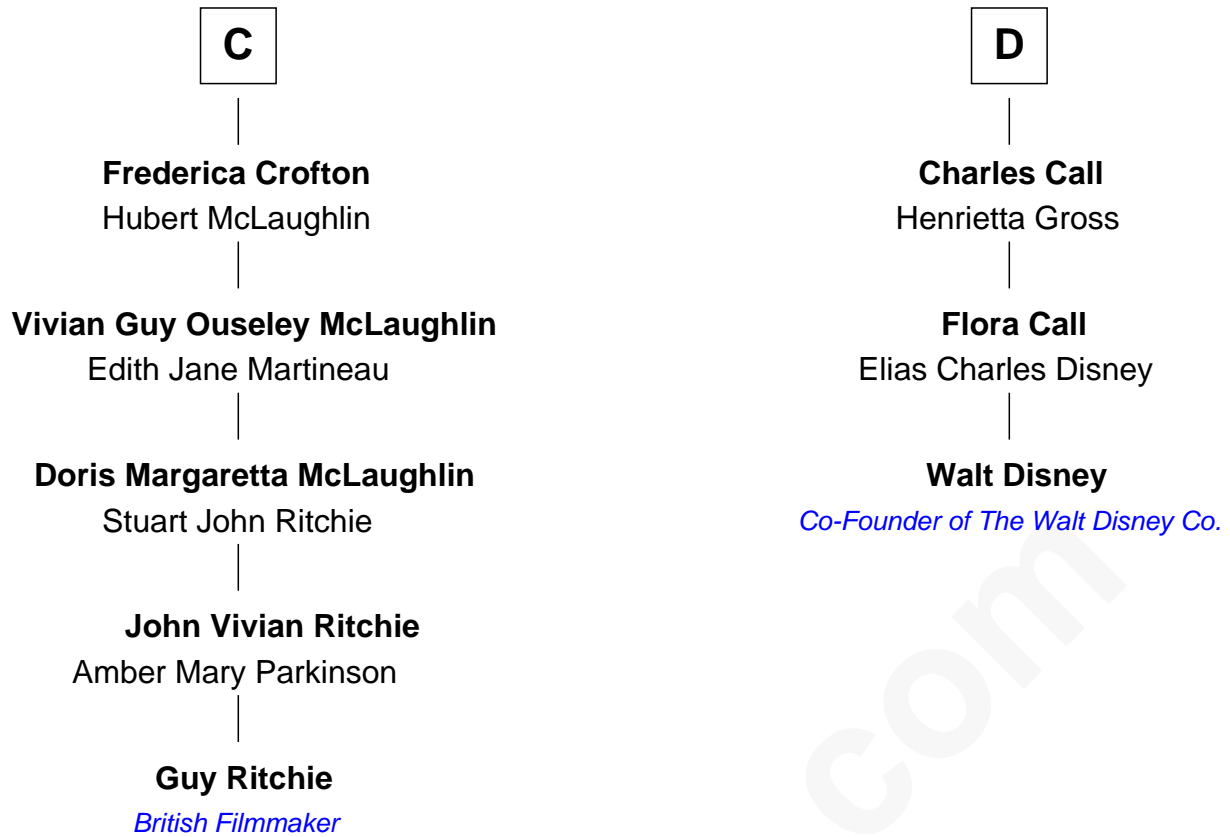 C
Frederica Crofton
Hubert McLaughlin
Vivian Guy Ouseley McLaughlin
Edith Jane Martineau
Doris Margaretta McLaughlin
Stuart John Ritchie
John Vivian Ritchie
Amber Mary Parkinson
Guy Ritchie
British Filmmaker
D
Charles Call
Henrietta Gross
Flora Call
Elias Charles Disney
Walt Disney
Co-Founder of The Walt Disney Co.
com